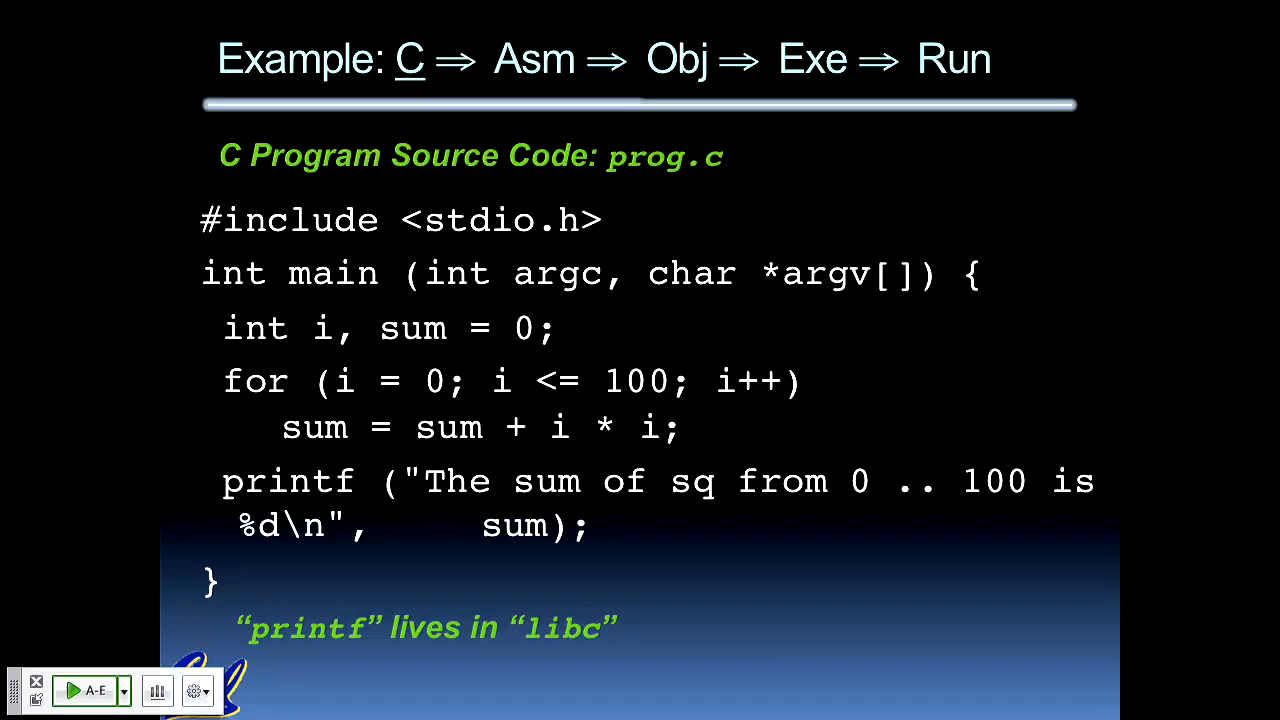 Example: C ⇒ Asm ⇒ Obj ⇒ Exe ⇒ Run
C Program Source Code: prog.c
#include <stdio.h>
int main (int argc, char *argv[]) {
int i, sum = 0;
for (i = 0; i <= 100; i++)
sum = sum + i * i;
printf ("The sum of sq from 0 .. 100 is
%d\n", sum);
}
“printf” lives in “libc”
A-E